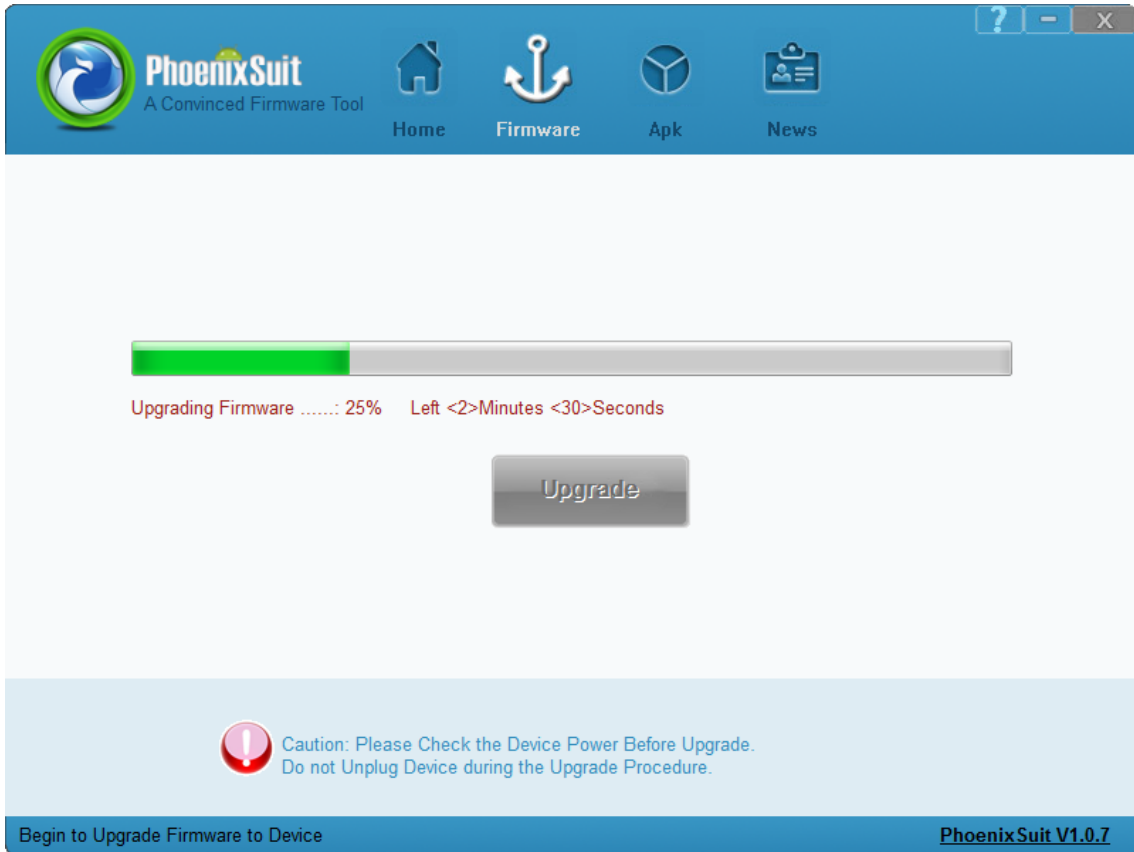 ? - X
PhoenixSuit
A Convinced Firmware Tool
Home Firmware Apk News
Upgrading Firmware ......: 25% Left <2>Minutes <30>Seconds
Upgrade
Caution: Please Check the Device Power Before Upgrade.
Do not Unplug Device during the Upgrade Procedure.
Begin to Upgrade Firmware to Device PhoenixSuit V1.0.7